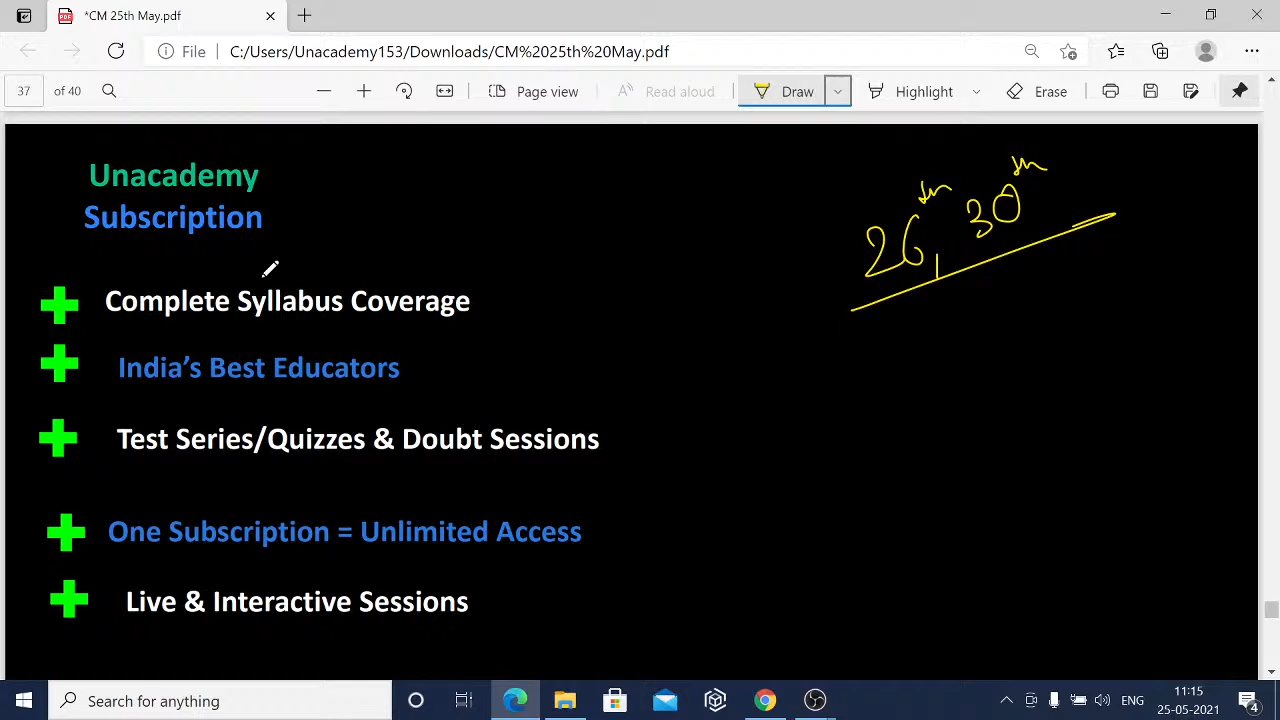 *CM 25th May.pdf
File
C:/Users/Unacademy153/Downloads/CM%2025th%20May.pdf
37 of 40
Page view
Read aloud
Draw
Highlight
Erase
Unacademy
Subscription
26th, 30th
Complete Syllabus Coverage
India’s Best Educators
Test Series/Quizzes & Doubt Sessions
One Subscription = Unlimited Access
Live & Interactive Sessions
Search for anything
ENG
11:15
25-05-2021
4